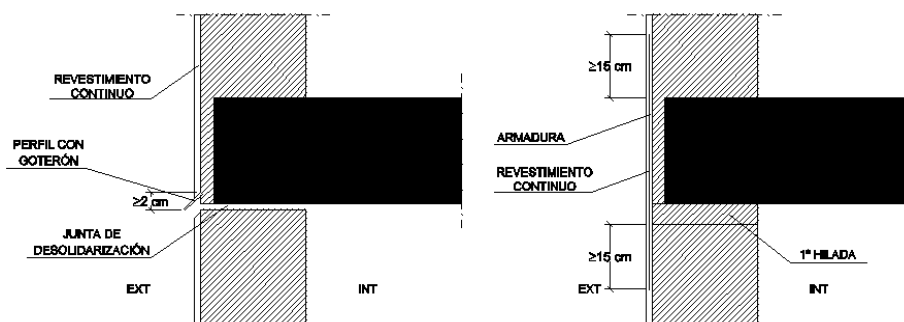 REVESTIMIENTO
CONTINUO
PERFIL CON
GOTERÓN
≥2 cm
JUNTA DE
DESOLIDARIZACIÓN
EXT
INT
≥15 cm
ARMADURA
REVESTIMIENTO
CONTINUO
≥15 cm
1ª HILADA
EXT
INT